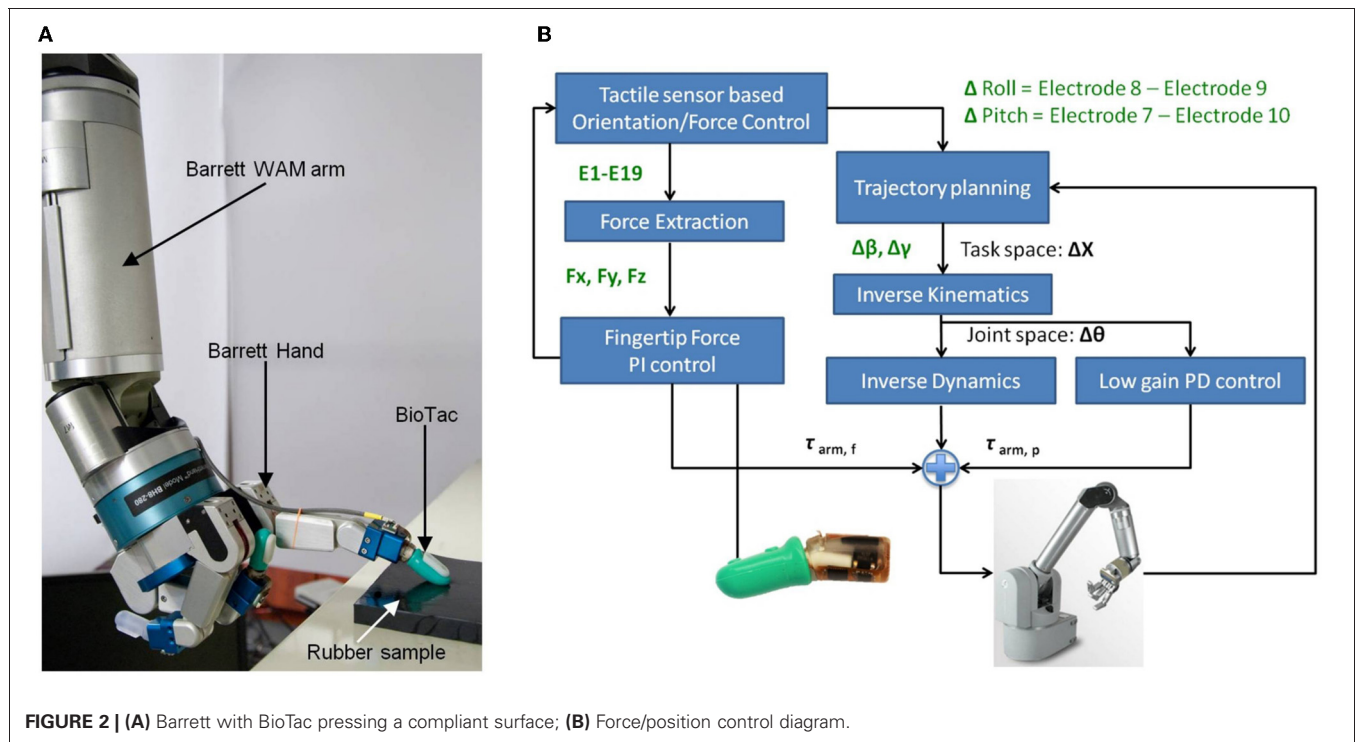 A
Barrett WAM arm
Barrett Hand
BioTac
Model BH8-280
Rubber sample
B
Tactile sensor based
Orientation/Force Control
Δ Roll = Electrode 8 – Electrode 9
Δ Pitch = Electrode 7 – Electrode 10
E1-E19
Trajectory planning
Force Extraction
Δβ, Δγ
Task space: ΔX
Fx, Fy, Fz
Inverse Kinematics
Fingertip Force
PI control
Joint space: Δθ
Inverse Dynamics
Low gain PD control
τ arm, f
τ arm, p
FIGURE 2 | (A) Barrett with BioTac pressing a compliant surface; (B) Force/position control diagram.